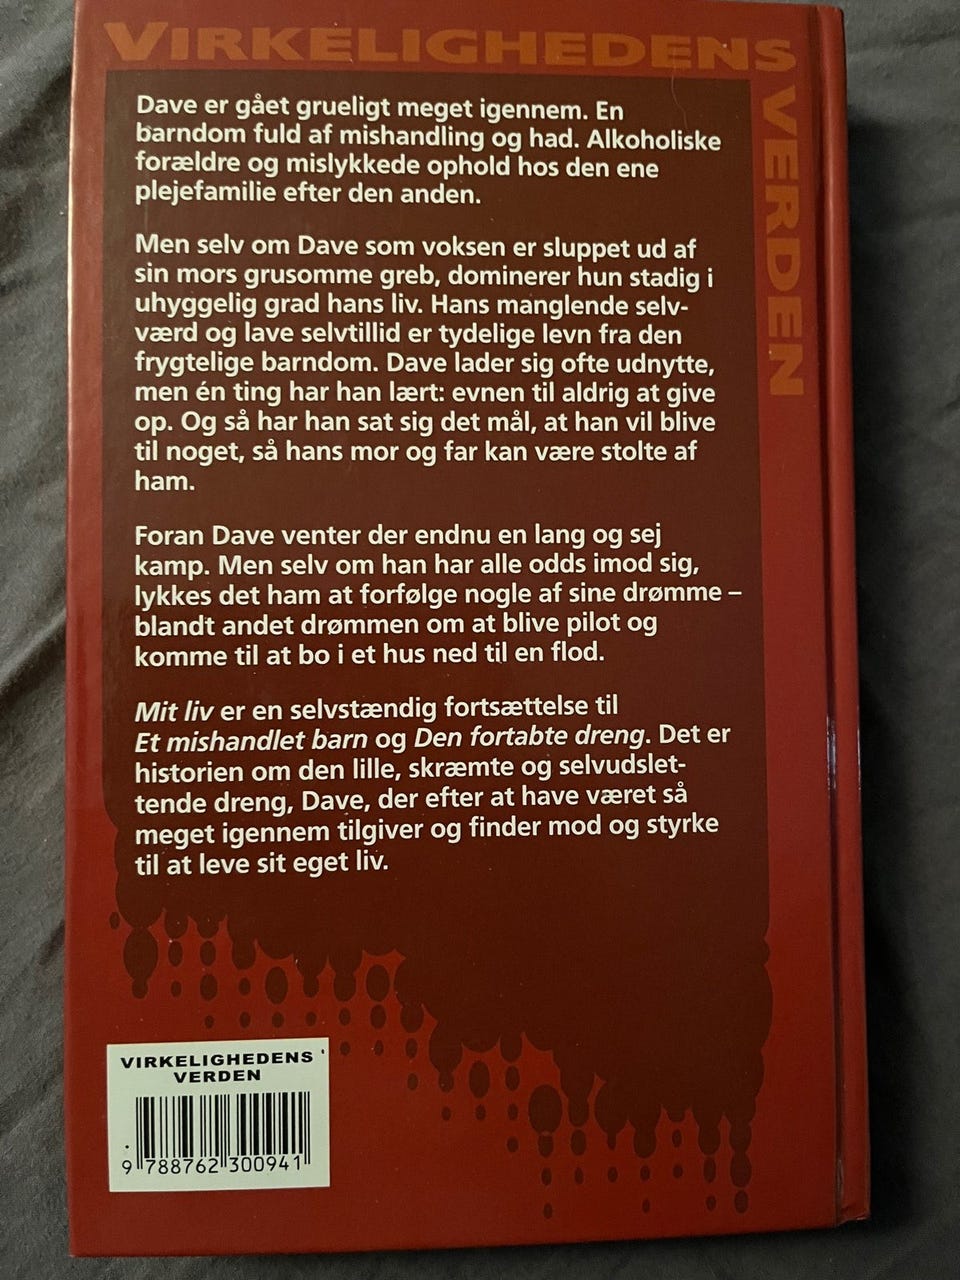 VIRKELIGHEDENS
VERDEN
Dave er gået grueligt meget igennem. En
barndom fuld af mishandling og had. Alkoholiske
forældre og mislykkede ophold hos den ene
plejefamilie efter den anden.
Men selv om Dave som voksen er sluppet ud af
sin mors grusomme greb, dominerer hun stadig i
uhyggelig grad hans liv. Hans manglende selv-
værd og lave selvtillid er tydelige levn fra den
frygtelige barndom. Dave lader sig ofte udnytte,
men én ting har han lært: evnen til aldrig at give
op. Og så har han sat sig det mål, at han vil blive
til noget, så hans mor og far kan være stolte af
ham.
Foran Dave venter der endnu en lang og sej
kamp. Men selv om han har alle odds imod sig,
lykkes det ham at forfølge nogle af sine drømme –
blandt andet drømmen om at blive pilot og
komme til at bo i et hus ned til en flod.
Mit liv er en selvstændig fortsættelse til
Et mishandlet barn og Den fortabte dreng. Det er
historien om den lille, skræmte og selvudslet-
tende dreng, Dave, der efter at have været så
meget igennem tilgiver og finder mod og styrke
til at leve sit eget liv.
VIRKELIGHEDENS
VERDEN
9 788762 300941